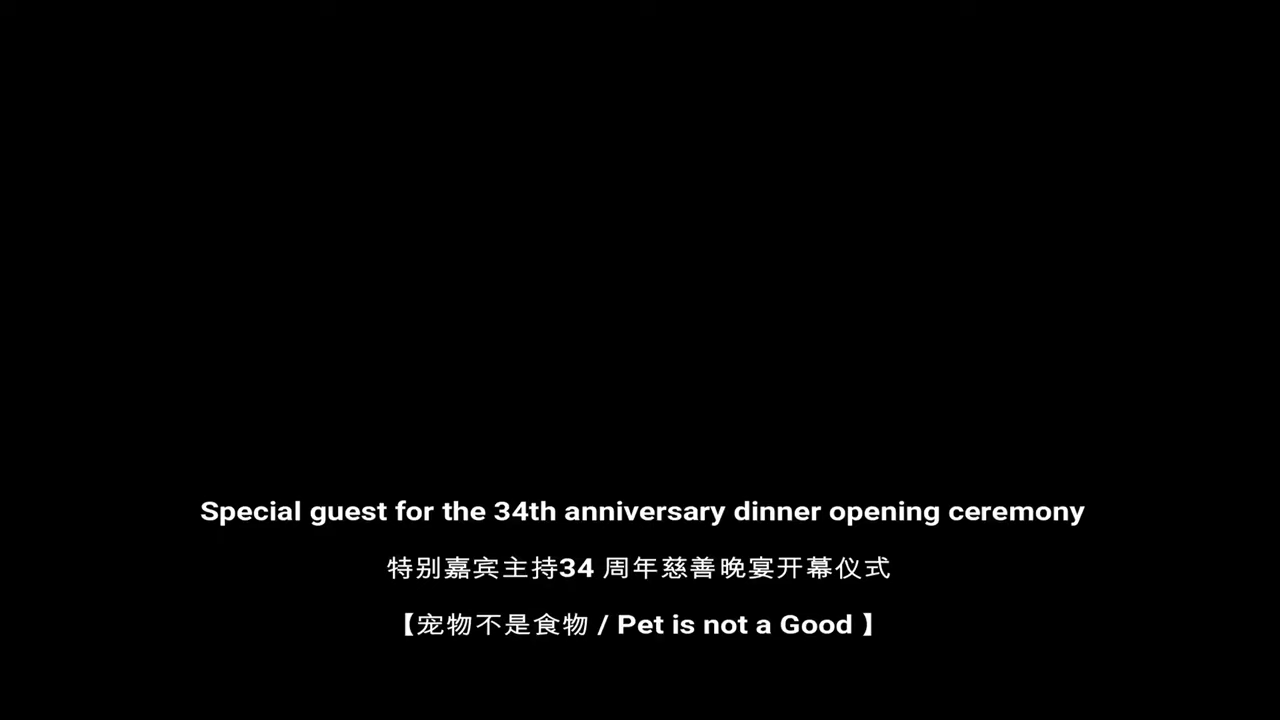 Special guest for the 34th anniversary dinner opening ceremony
特别嘉宾主持34 周年慈善晚宴开幕仪式
【宠物不是食物 / Pet is not a Good 】